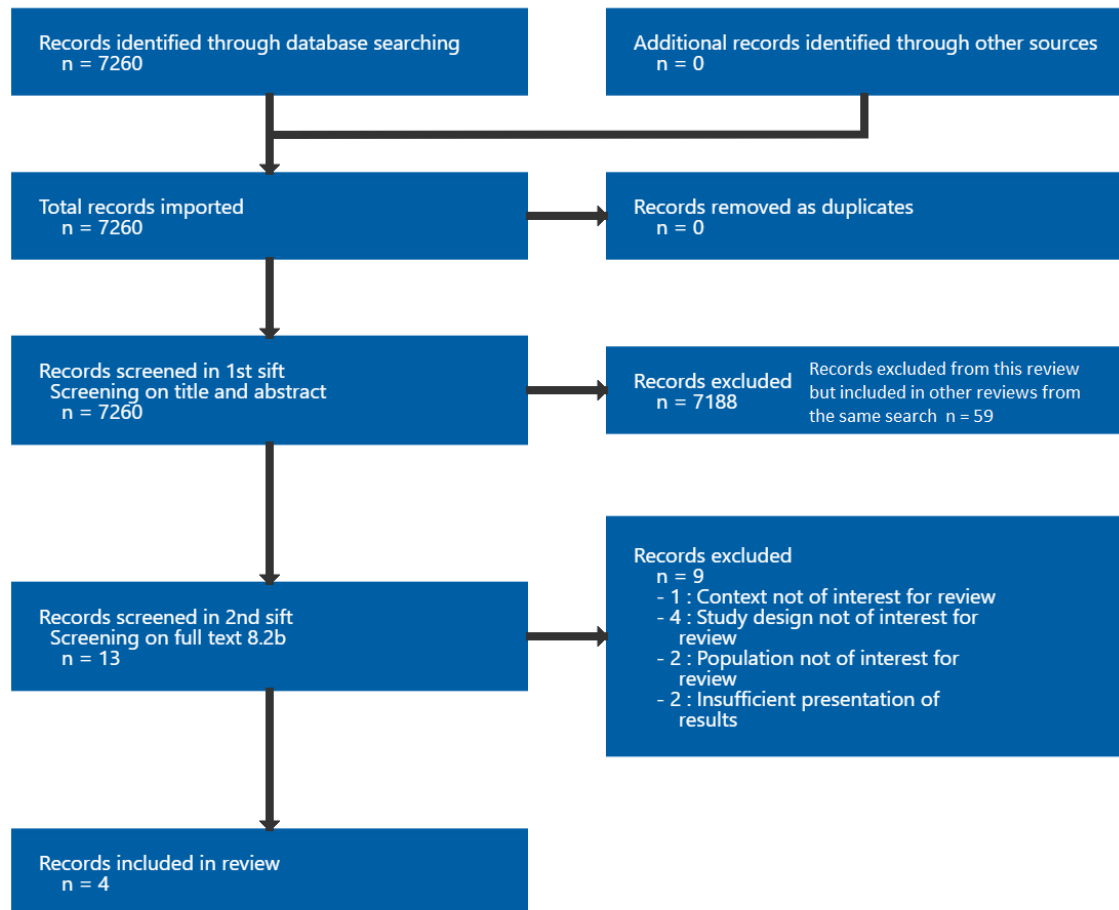 Records identified through database searching
n = 7260
Additional records identified through other sources
n = 0
Total records imported
n = 7260
Records removed as duplicates
n = 0
Records screened in 1st sift
Screening on title and abstract
n = 7260
Records excluded
n = 7188
Records excluded from this review
but included in other reviews from
the same search n = 59
Records screened in 2nd sift
Screening on full text 8.2b
n = 13
Records excluded
n = 9
- 1 : Context not of interest for review
- 4 : Study design not of interest for
review
- 2 : Population not of interest for
review
- 2 : Insufficient presentation of
results
Records included in review
n = 4